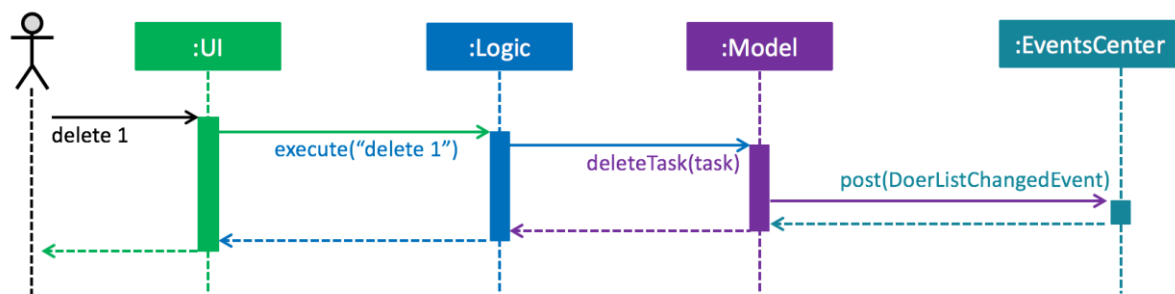 :UI
:Logic
:Model
:EventsCenter
delete 1
execute(“delete 1”)
deleteTask(task)
post(DoerListChangedEvent)